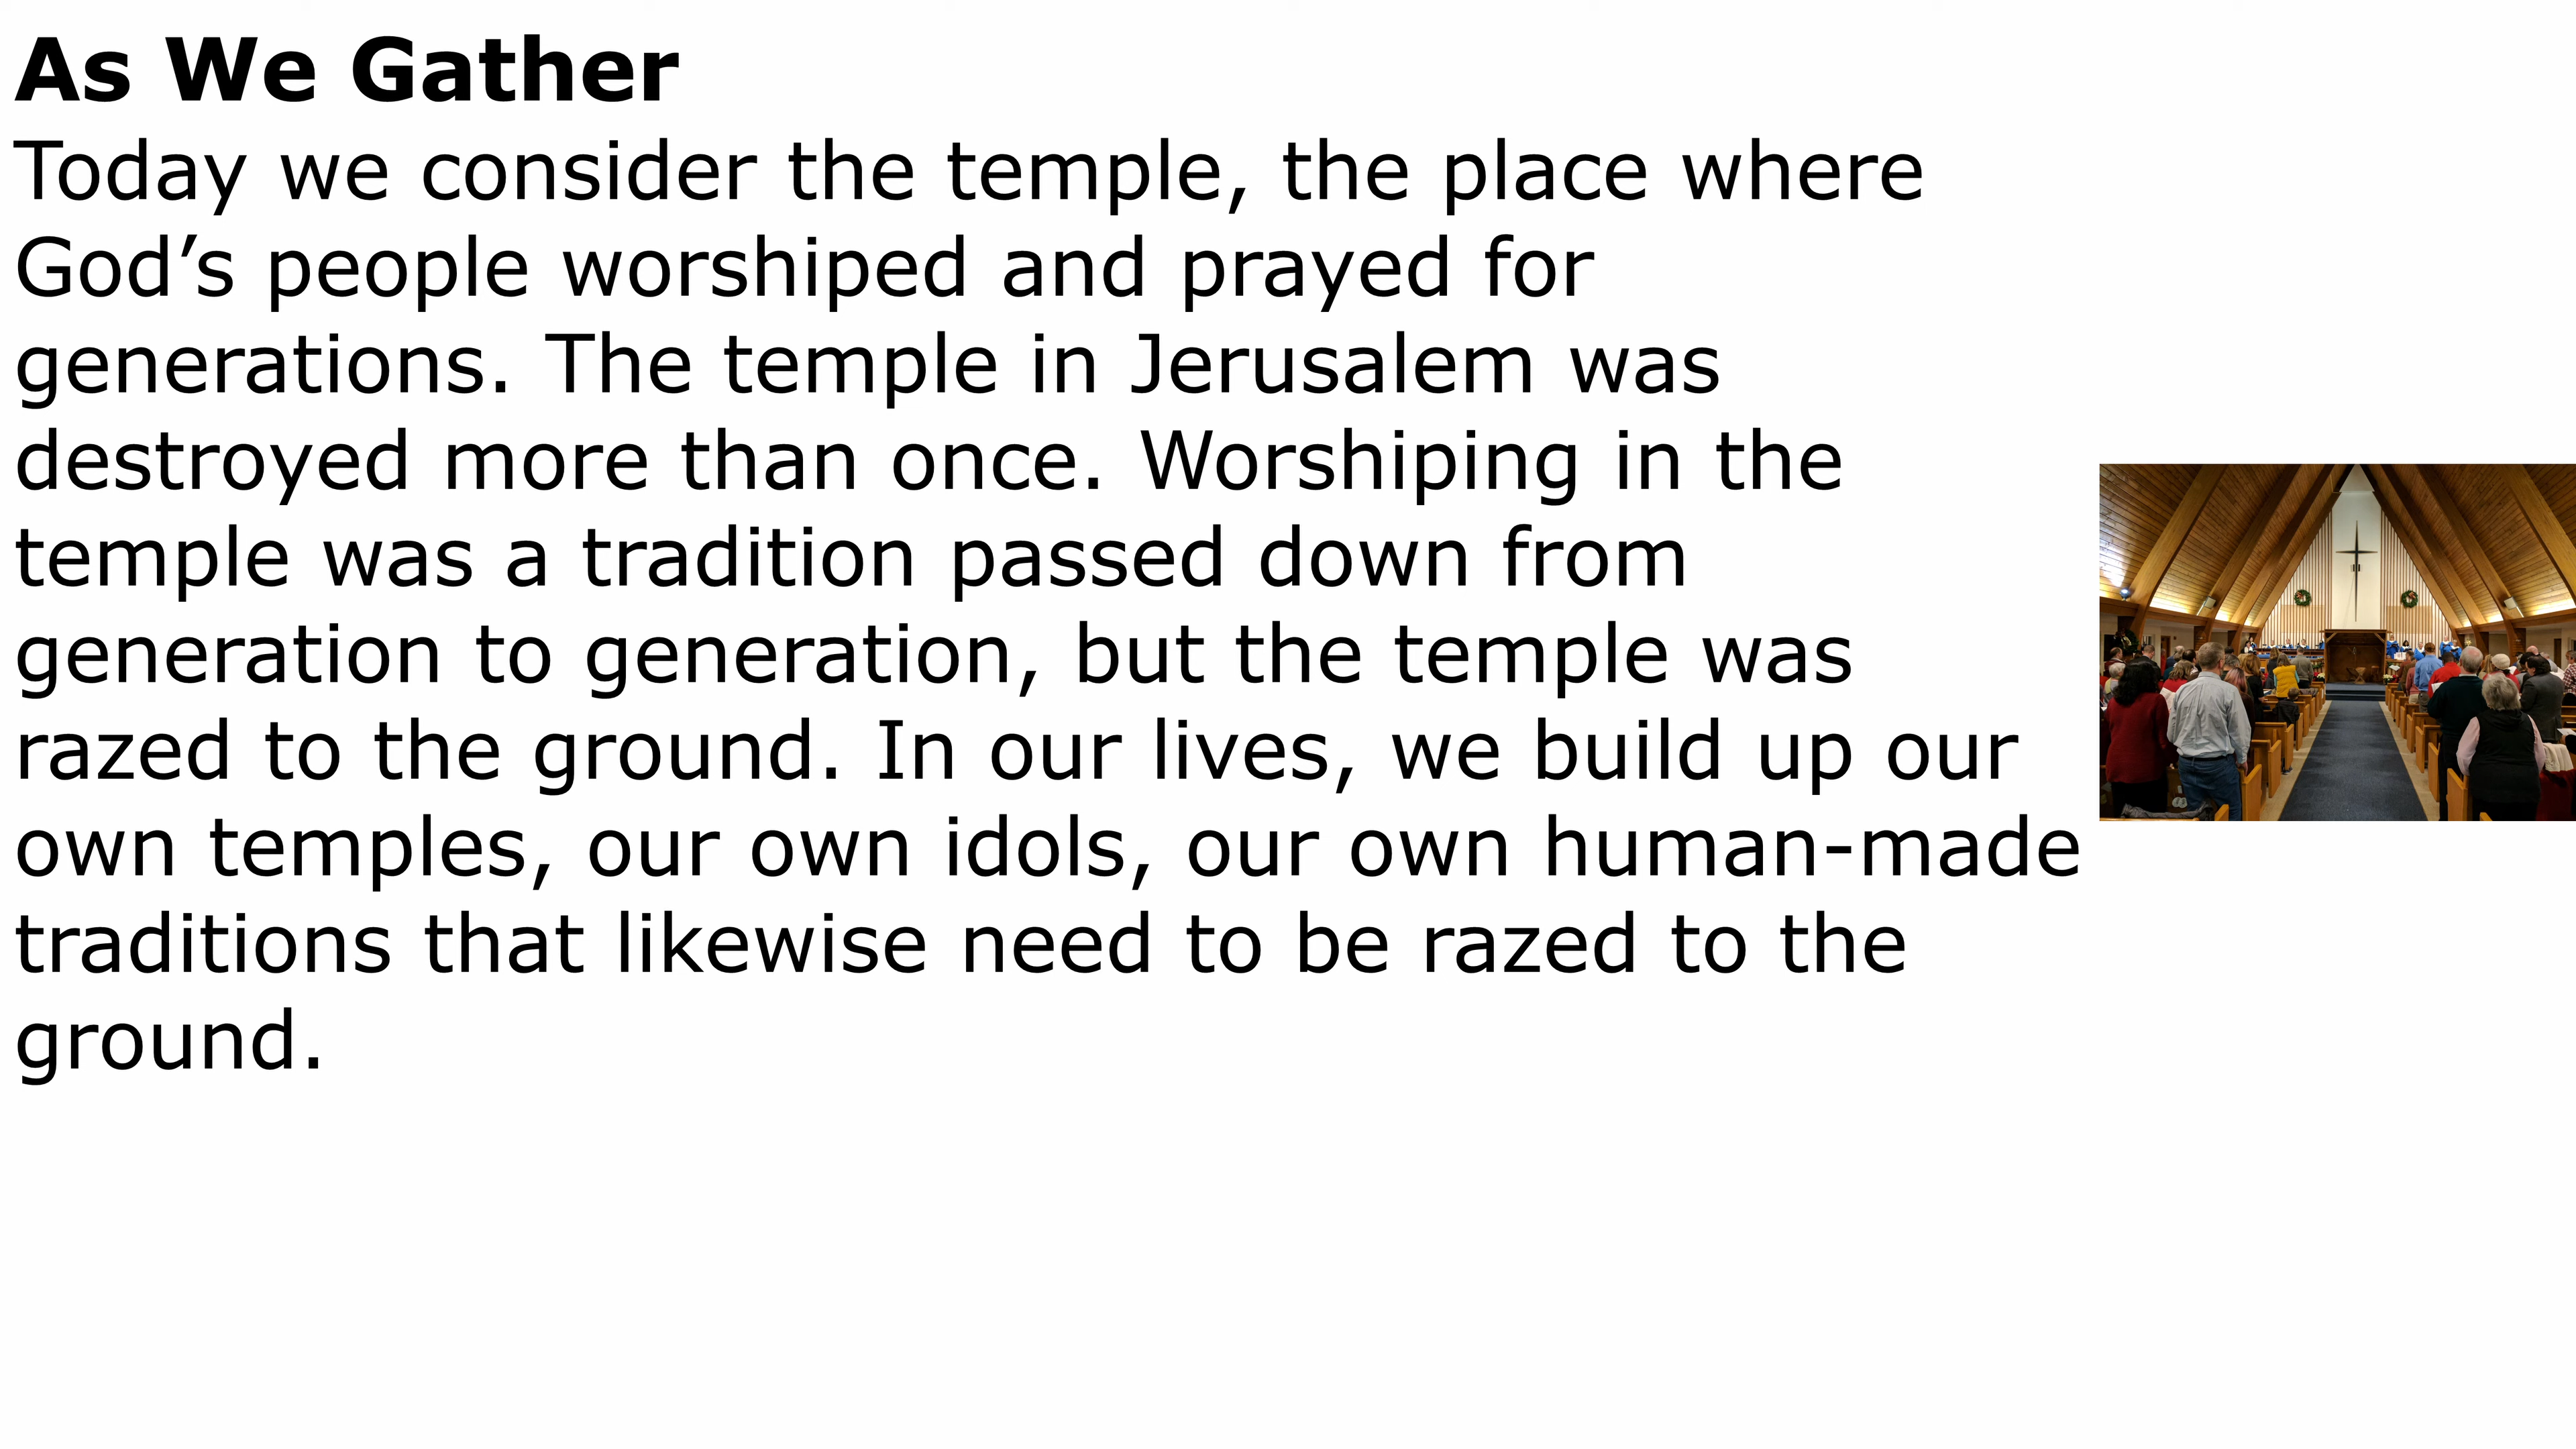 As We Gather
Today we consider the temple, the place where
God’s people worshiped and prayed for
generations. The temple in Jerusalem was
destroyed more than once. Worshiping in the
temple was a tradition passed down from
generation to generation, but the temple was
razed to the ground. In our lives, we build up our
own temples, our own idols, our own human-made
traditions that likewise need to be razed to the
ground.